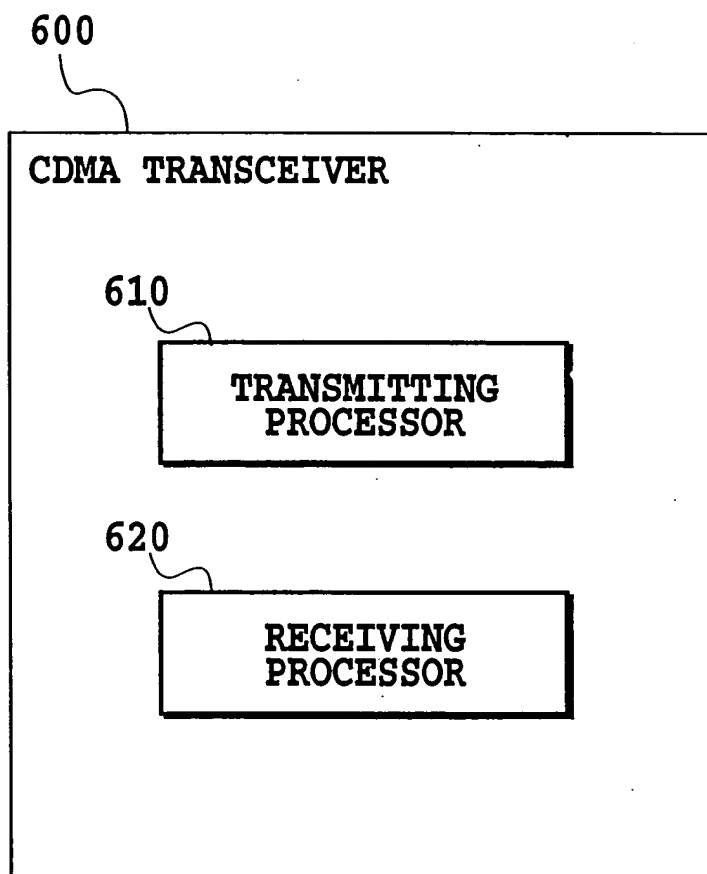 600
CDMA TRANSCEIVER
610
TRANSMITTING
PROCESSOR
620
RECEIVING
PROCESSOR